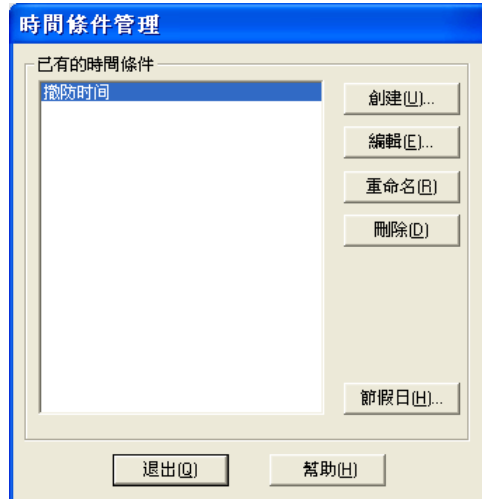 時間條件管理
已有的時間條件
撤防时间
創建(U)...
編輯(E)...
重命名(R)
刪除(D)
節假日(H)...
退出(Q)
幫助(H)